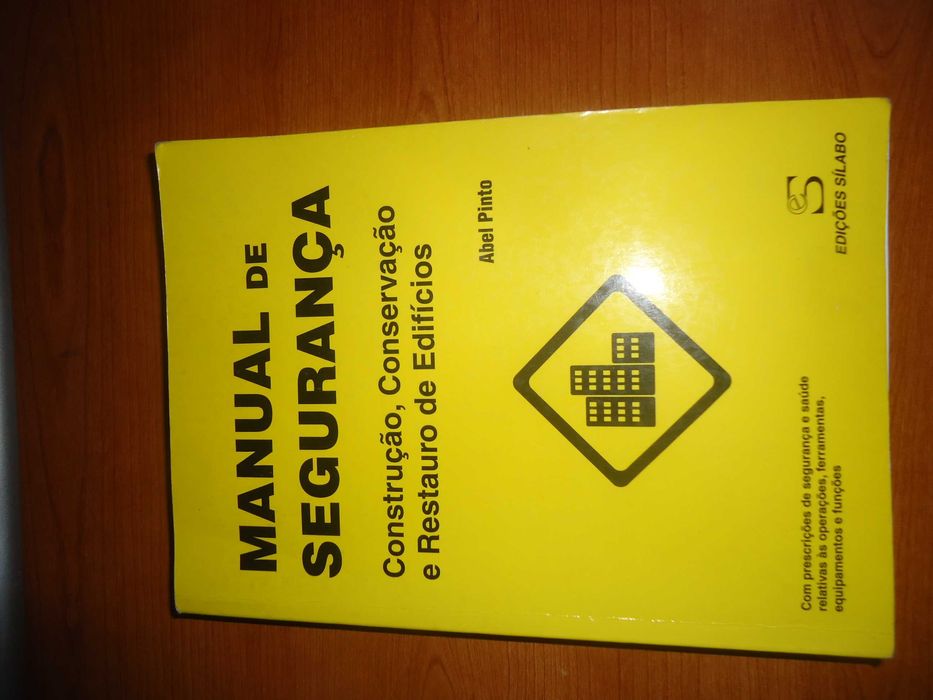 MANUAL DE
SEGURANÇA
Construção, Conservação
e Restauro de Edifícios
Abel Pinto
Com prescrições de segurança e saúde
relativas às operações, ferramentas,
equipamentos e funções
eS
EDIÇÕES SÍLABO